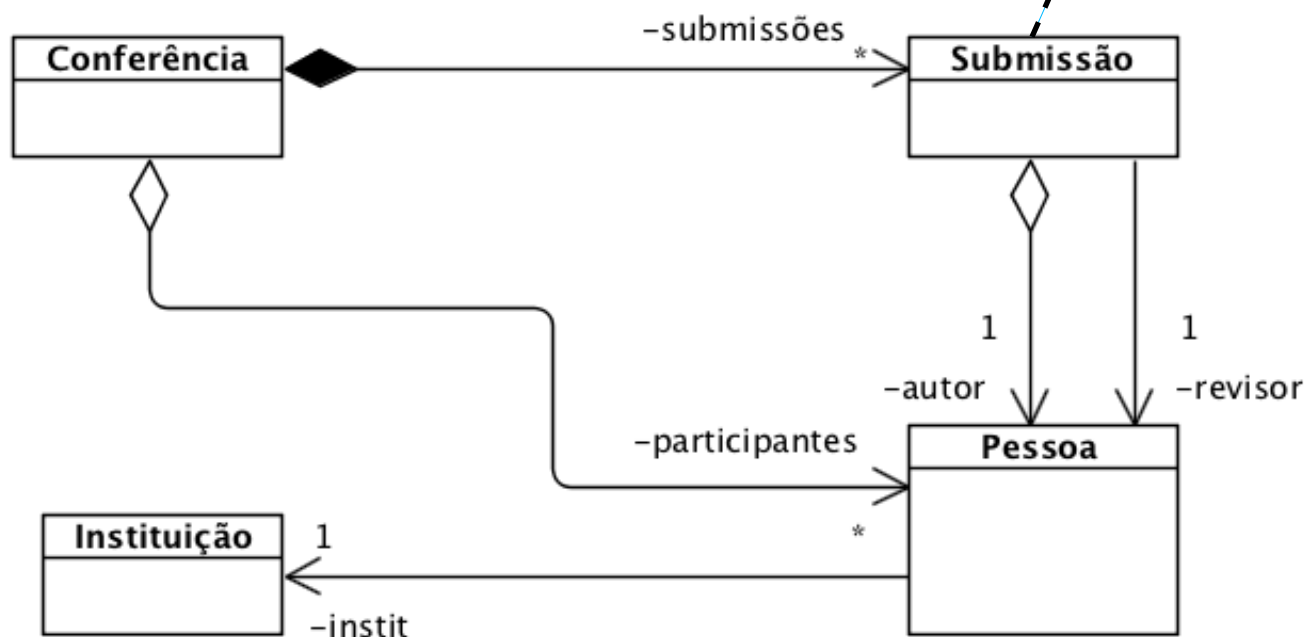 -submissões
Conferência
*
Submissão
1
1
-autor
-revisor
-participantes
Pessoa
*
Instituição
1
-instit